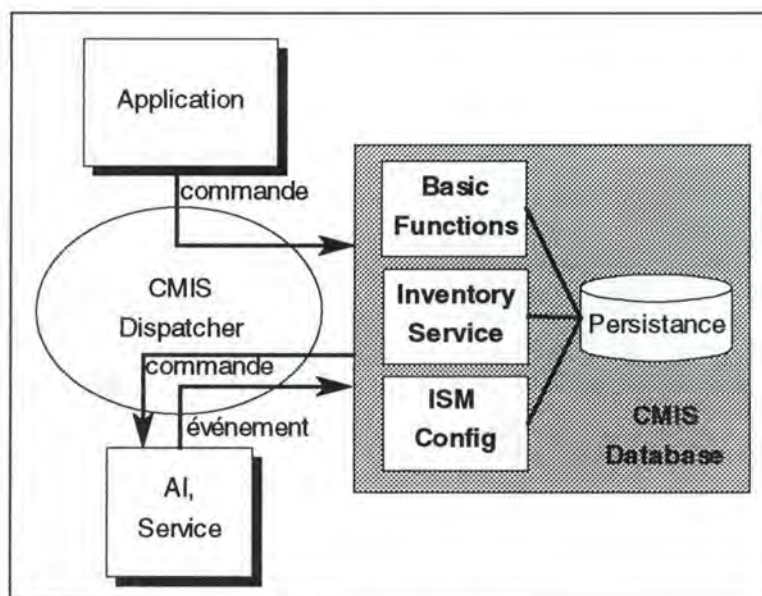 Application
commande
Basic
Functions
CMIS
Dispatcher
Inventory
Service
Persistance
commande
événement
ISM
Config
CMIS
Database
AI,
Service